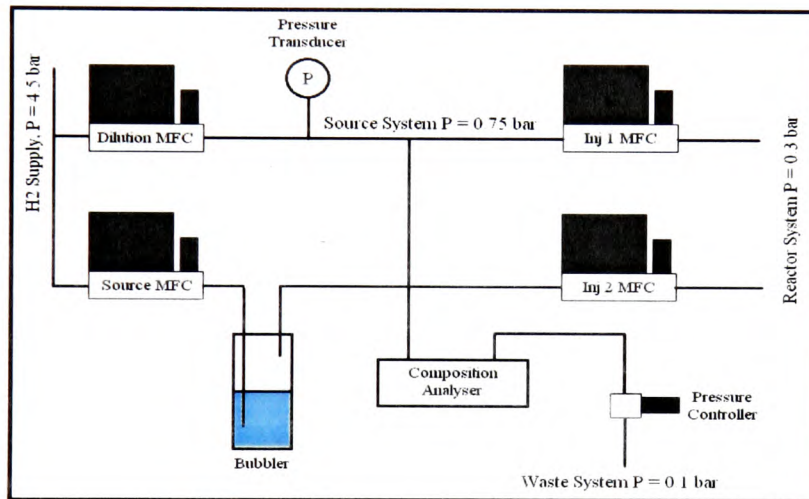 Pressure
Transducer
P
H2 Supply, P = 4 5 bar
Dilution MFC
Source System P = 0 75 bar
Inj 1 MFC
Reactor System P = 0 3 bar
Source MFC
Inj 2 MFC
Composition
Analyser
Pressure
Controller
Bubbler
Waste System P = 0 1 bar